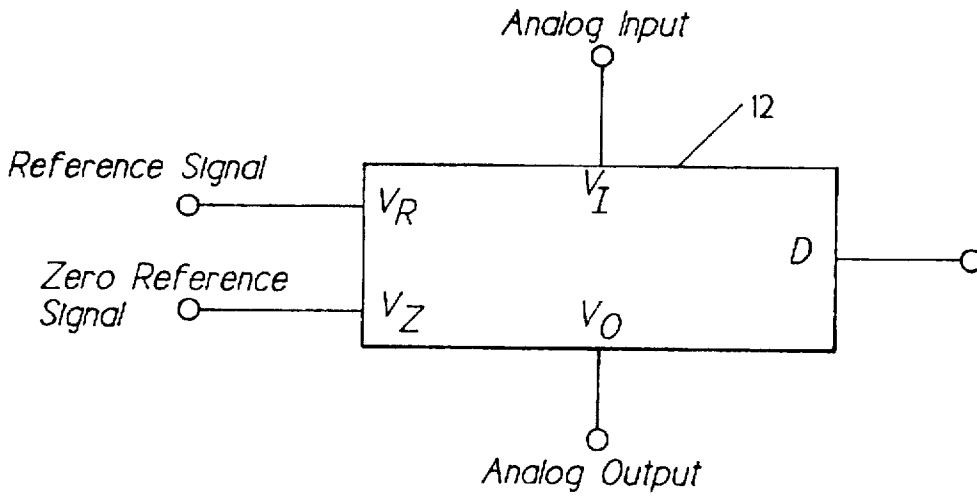 Analog Input
12
Reference Signal
V_R
V_I
D
Zero Reference
Signal
V_Z
V_O
Analog Output